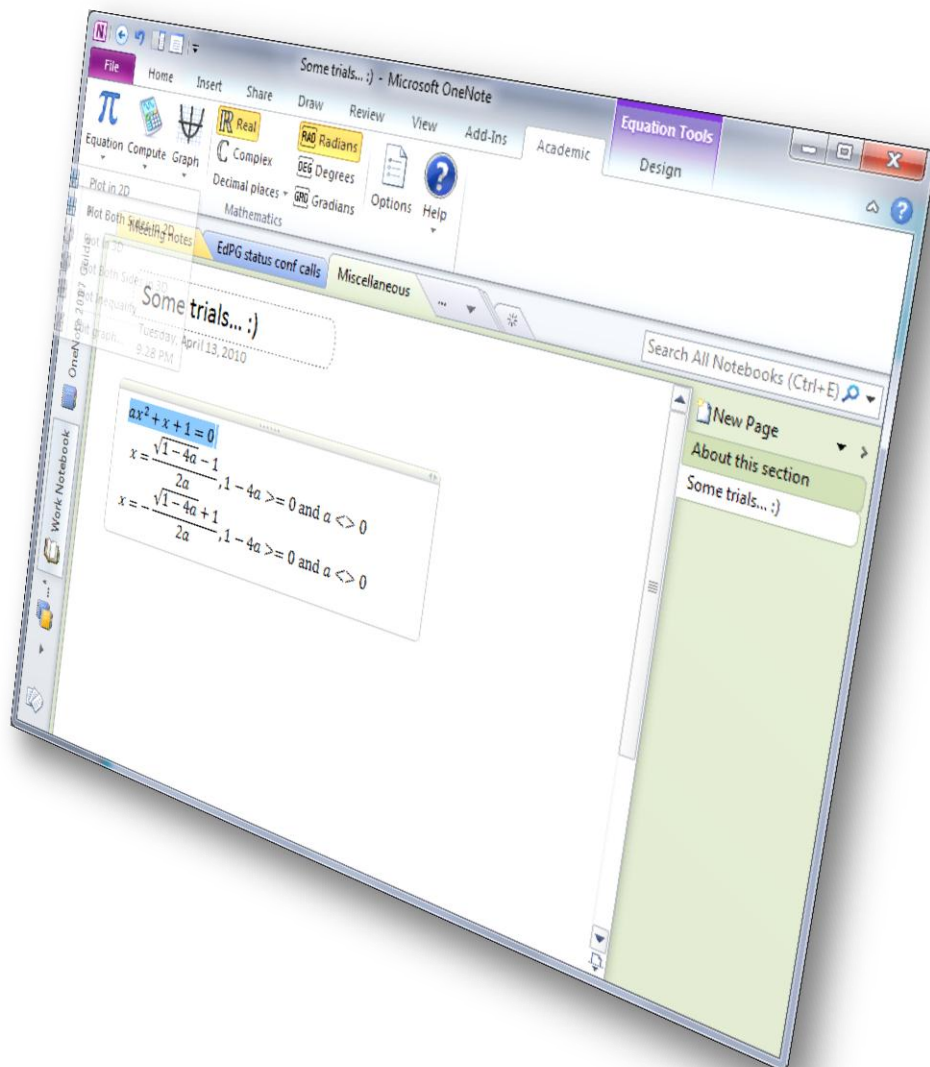 Some trials... :) - Microsoft OneNote
Equation Tools
File Home Insert Share Draw Review View Add-Ins Academic Design
Equation Compute Graph
Real
Complex
Decimal places
RAD Radians
DEG Degrees
GRD Gradians
Mathematics
Options Help
Plot in 2D
Plot Both Sides in 2D
Plot in 3D
Plot Both Sides in 3D
Plot Inequality
Meeting notes EdPG status conf calls Miscellaneous ...
Search All Notebooks (Ctrl+E)
Some trials... :)
Tuesday, April 13, 2010
9:28 PM
ax² + x + 1 = 0
x = (√(1 − 4a) − 1)/2a, 1 − 4a >= 0 and a <> 0
x = −(√(1 − 4a) + 1)/2a, 1 − 4a >= 0 and a <> 0
New Page
About this section
Some trials... :)
OneNote 2007 Guide
Work Notebook